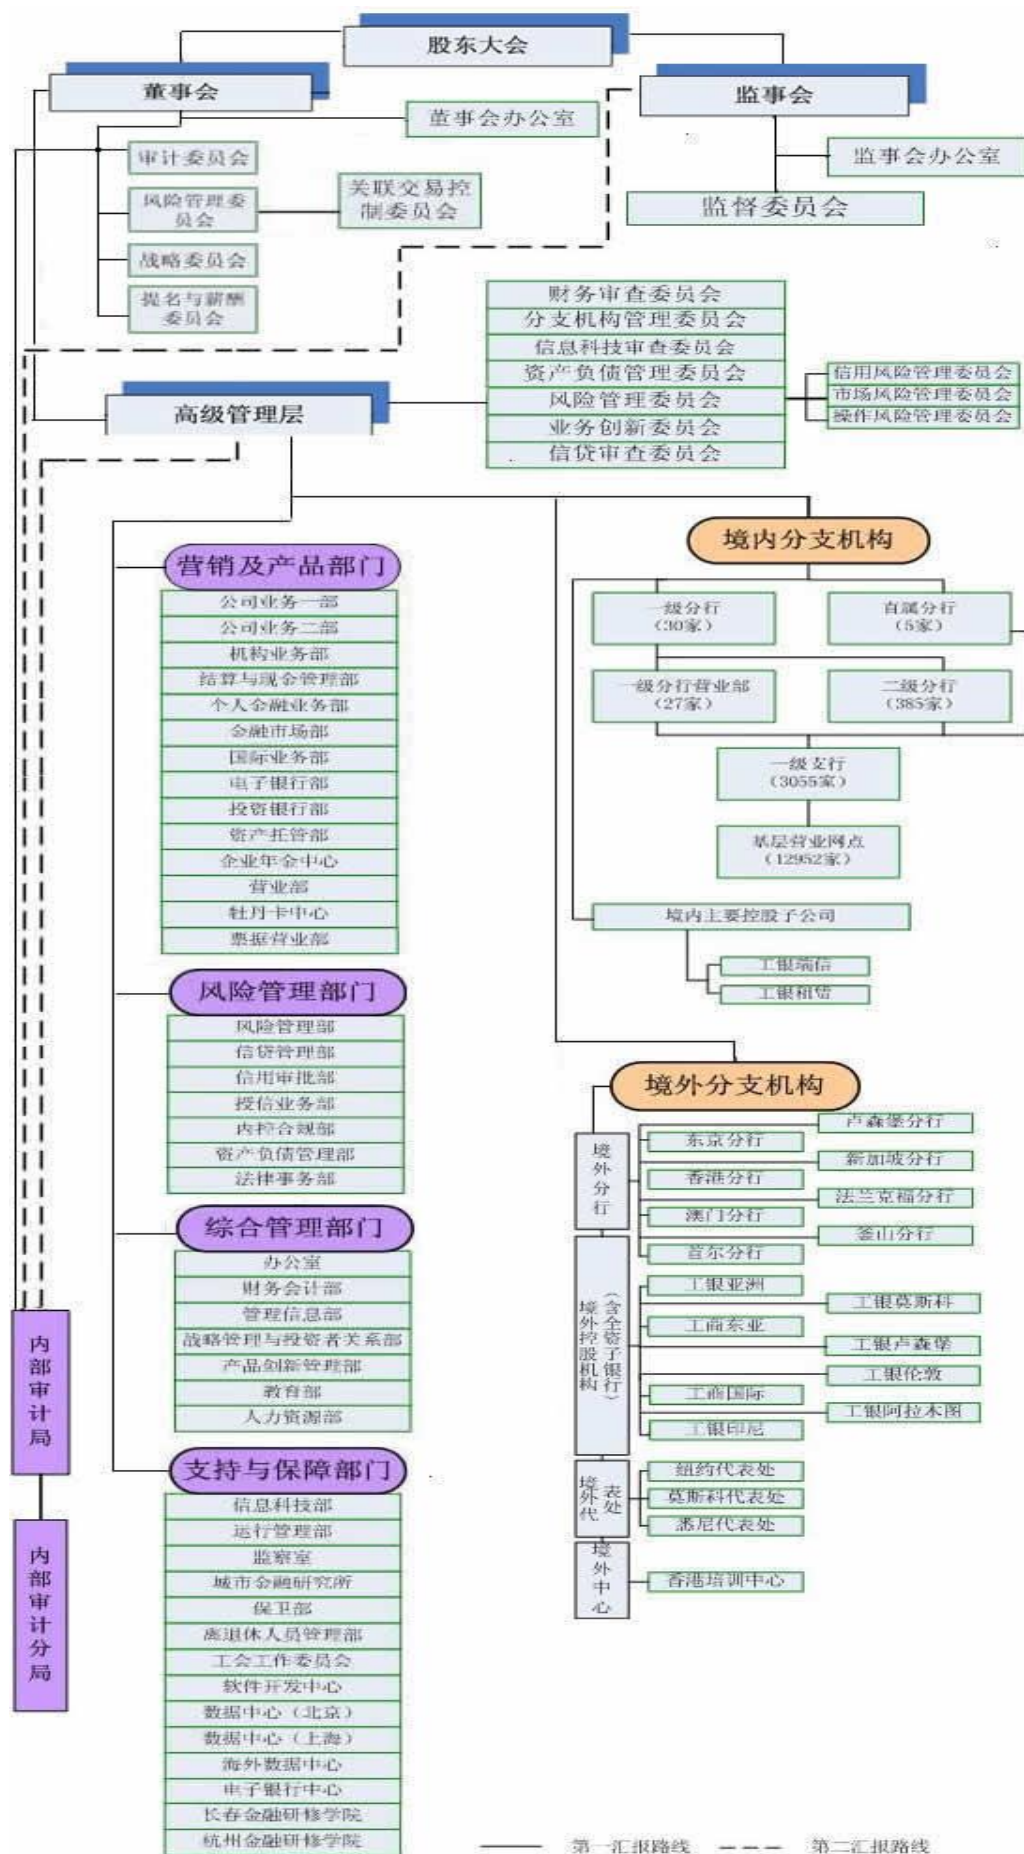 股东大会
董事会
监事会
董事会办公室
审计委员会
监事会办公室
风险管理委
员会
关联交易控
制委员会
监督委员会
战略委员会
提名与薪酬
委员会
财务审查委员会
分支机构管理委员会
信息科技审查委员会
资产负债管理委员会
风险管理委员会
业务创新委员会
信贷审查委员会
信用风险管理委员会
市场风险管理委员会
操作风险管理委员会
高级管理层
营销及产品部门
公司业务一部
公司业务二部
机构业务部
结算与现金管理部
个人金融业务部
金融市场部
国际业务部
电子银行部
投资银行部
资产托管部
企业年金中心
营业部
牡丹卡中心
票据营业部
风险管理部门
风险管理部
信贷管理部
信用审批部
授信业务部
内控合规部
资产负债管理部
法律事务部
综合管理部门
办公室
财务会计部
管理信息部
战略管理与投资者关系部
产品创新管理部
教育部
人力资源部
支持与保障部门
信息科技部
运行管理部
监察室
城市金融研究所
保卫部
离退休人员管理部
工会工作委员会
软件开发中心
数据中心（北京）
数据中心（上海）
海外数据中心
电子银行中心
长春金融研修学院
杭州金融研修学院
内部审计局
内部审计分局
境内分支机构
一级分行
（30家）
直属分行
（5家）
一级分行营业部
（27家）
二级分行
（385家）
一级支行
（3055家）
基层营业网点
（12952家）
境内主要控股子公司
工银瑞信
工银租赁
境外分支机构
境外分行
卢森堡分行
东京分行
新加坡分行
香港分行
法兰克福分行
澳门分行
釜山分行
首尔分行
境外控股机构
（含全资子银行）
工银亚洲
工银莫斯科
工商东亚
工银卢森堡
工银伦敦
工商国际
工银阿拉木图
工银印尼
境外代表处
纽约代表处
莫斯科代表处
悉尼代表处
境外中心
香港培训中心
第一汇报路线
第二汇报路线